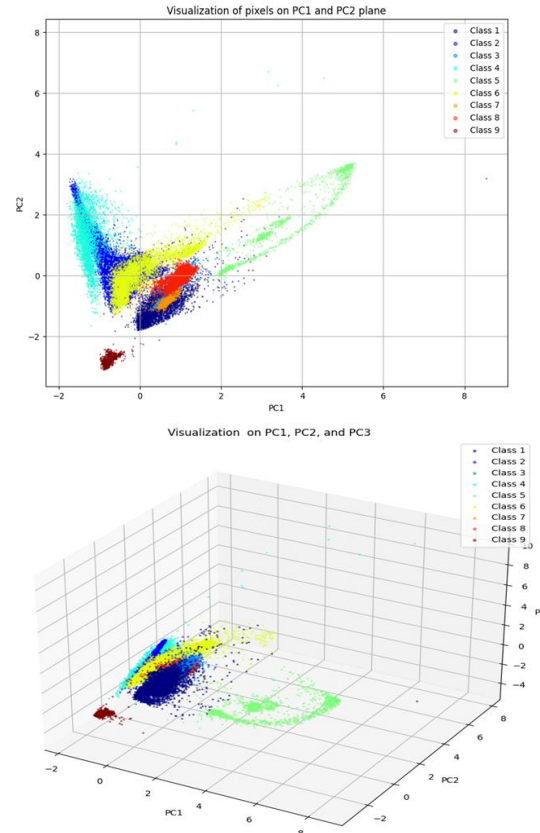 Visualization of pixels on PC1 and PC2 plane
8
6
4
2
0
−2
PC2
−2
0
2
4
6
8
PC1
Class 1
Class 2
Class 3
Class 4
Class 5
Class 6
Class 7
Class 8
Class 9
Visualization on PC1, PC2, and PC3
Class 1
Class 2
Class 3
Class 4
Class 5
Class 6
Class 7
Class 8
Class 9
10
8
6
4
2
0
−2
−4
−2
0
2
4
6
8
PC1
−2
0
2
4
6
8
PC2